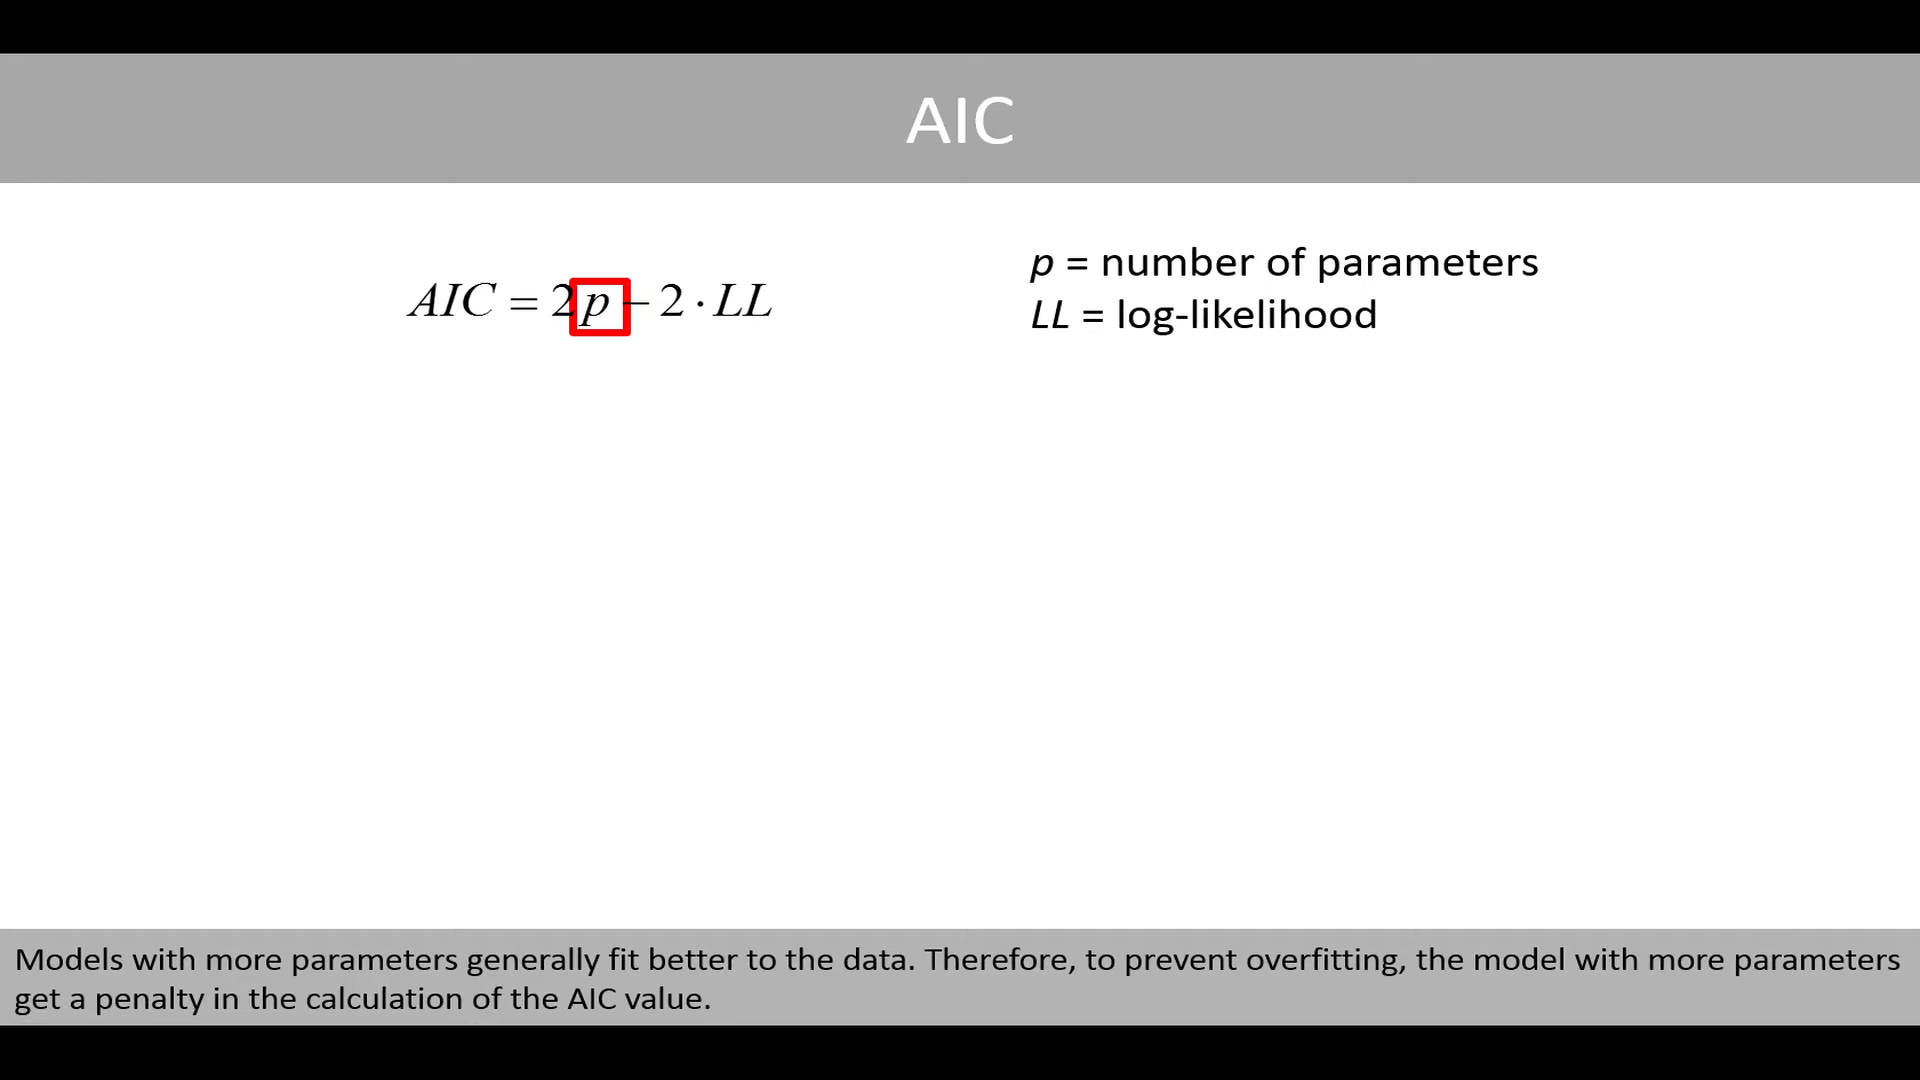 AIC
AIC = 2p − 2 · LL
p = number of parameters
LL = log-likelihood
Models with more parameters generally fit better to the data. Therefore, to prevent overfitting, the model with more parameters
get a penalty in the calculation of the AIC value.